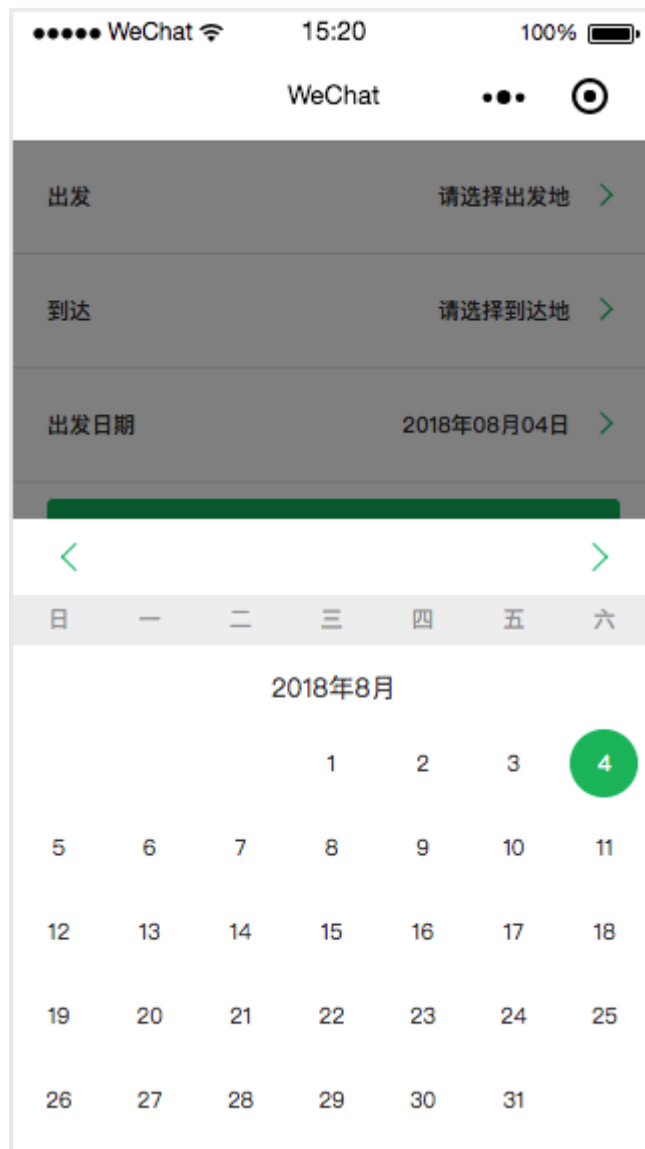 ●●●●● WeChat 15:20 100%
WeChat
出发 请选择出发地 >
到达 请选择到达地 >
出发日期 2018年08月04日 >
< >
日 一 二 三 四 五 六
2018年8月
1 2 3 4
5 6 7 8 9 10 11
12 13 14 15 16 17 18
19 20 21 22 23 24 25
26 27 28 29 30 31